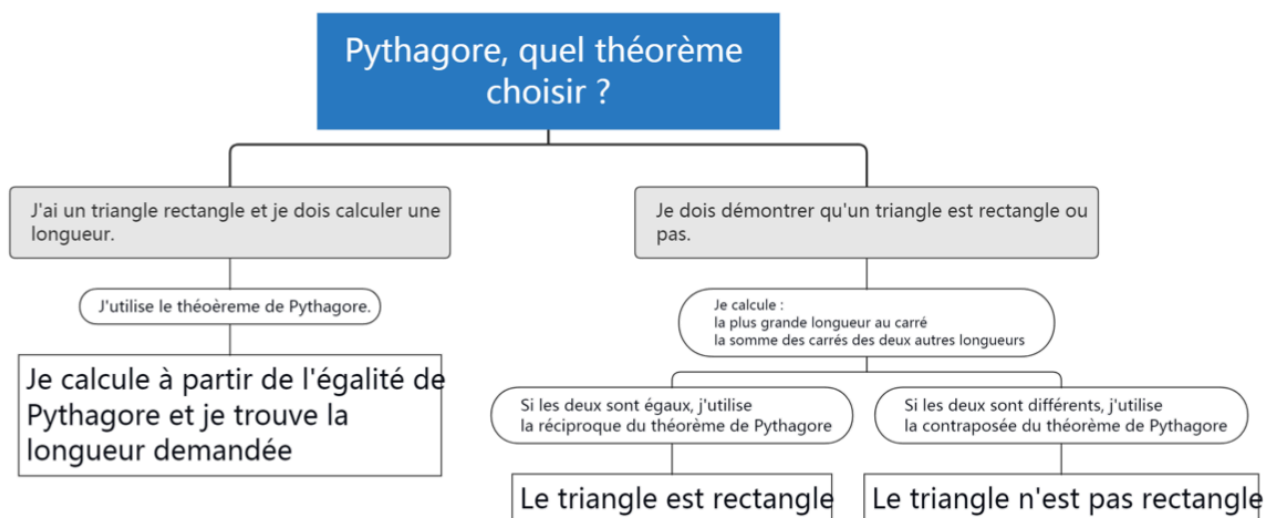 Pythagore, quel théorème
choisir ?
J'ai un triangle rectangle et je dois calculer une
longueur.
J'utilise le théoèreme de Pythagore.
Je calcule à partir de l'égalité de
Pythagore et je trouve la
longueur demandée
Je dois démontrer qu'un triangle est rectangle ou
pas.
Je calcule :
la plus grande longueur au carré
la somme des carrés des deux autres longueurs
Si les deux sont égaux, j'utilise
la réciproque du théorème de Pythagore
Le triangle est rectangle
Si les deux sont différents, j'utilise
la contraposée du théorème de Pythagore
Le triangle n'est pas rectangle